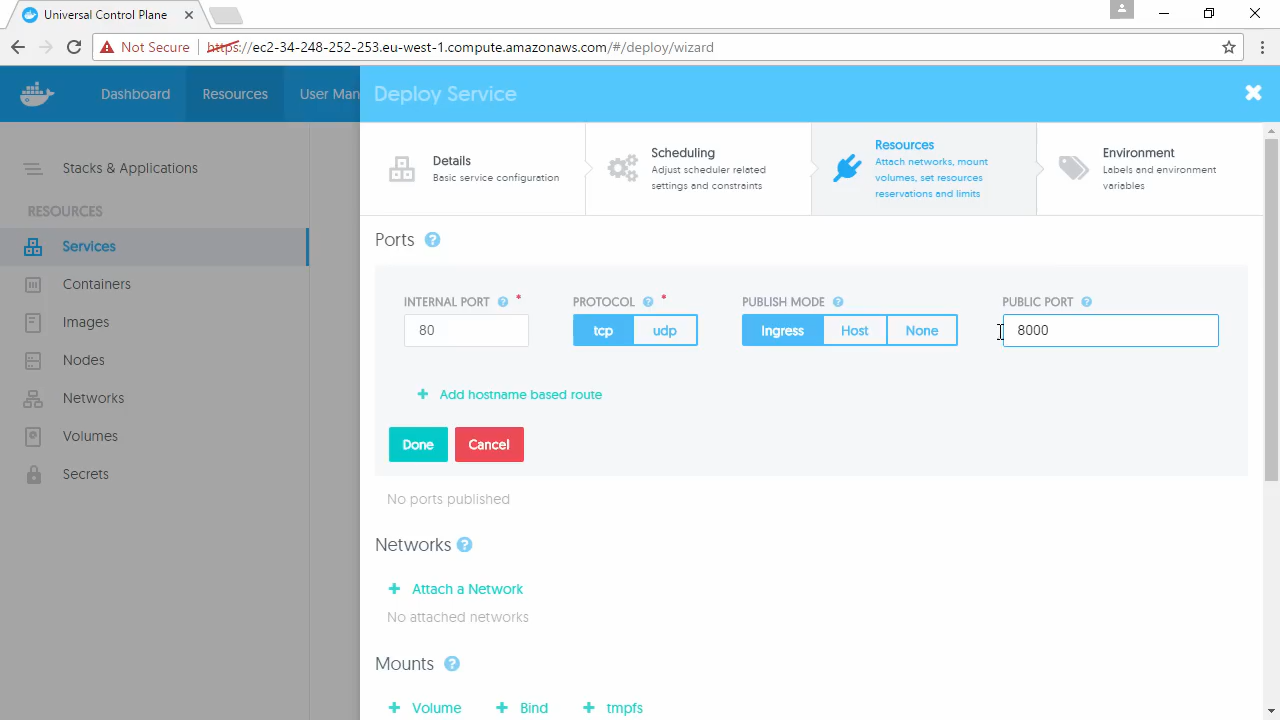 Universal Control Plane
Not Secure https://ec2-34-248-252-253.eu-west-1.compute.amazonaws.com/#/deploy/wizard
Dashboard Resources User Man
Deploy Service
Stacks & Applications
RESOURCES
Services
Containers
Images
Nodes
Networks
Volumes
Secrets
Details
Basic service configuration
Scheduling
Adjust scheduler related
settings and constraints
Resources
Attach networks, mount
volumes, set resources
reservations and limits
Environment
Labels and environment
variables
Ports ?
INTERNAL PORT ? * PROTOCOL ? * PUBLISH MODE ? PUBLIC PORT ?
80 tcp udp Ingress Host None 8000
+ Add hostname based route
Done Cancel
No ports published
Networks ?
+ Attach a Network
No attached networks
Mounts ?
+ Volume + Bind + tmpfs